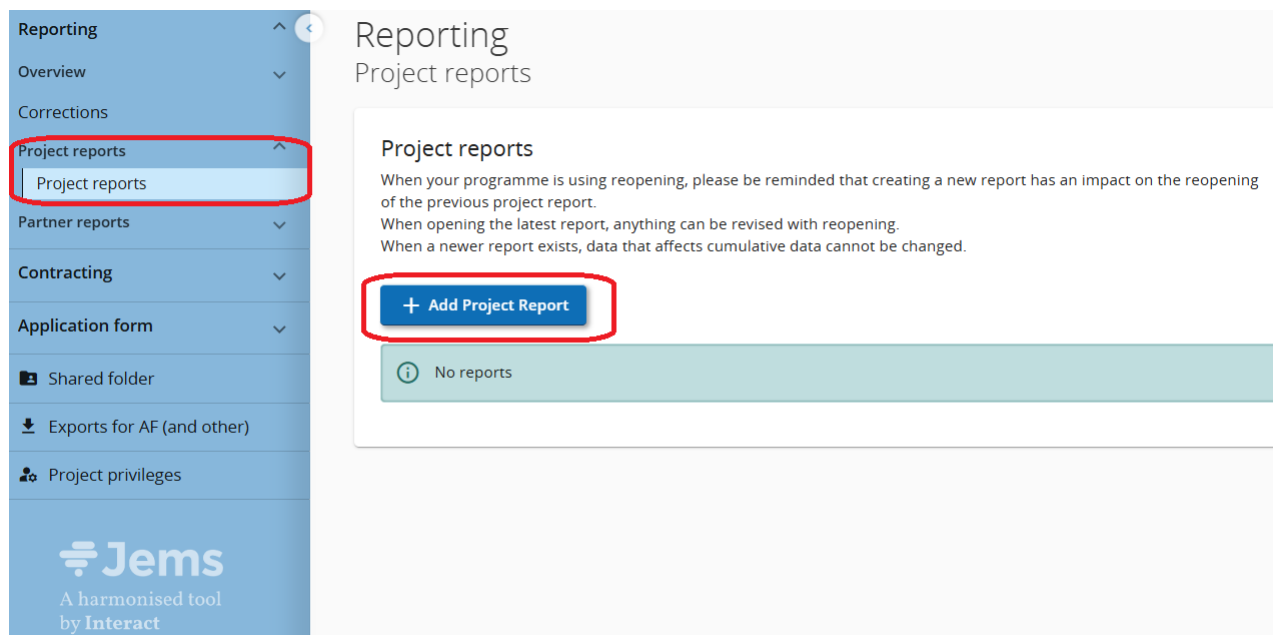 Reporting
Overview
Corrections
Project reports
Project reports
Partner reports
Contracting
Application form
Shared folder
Exports for AF (and other)
Project privileges
Jems
A harmonised tool
by Interact
Reporting
Project reports
Project reports
When your programme is using reopening, please be reminded that creating a new report has an impact on the reopening
of the previous project report.
When opening the latest report, anything can be revised with reopening.
When a newer report exists, data that affects cumulative data cannot be changed.
+ Add Project Report
No reports